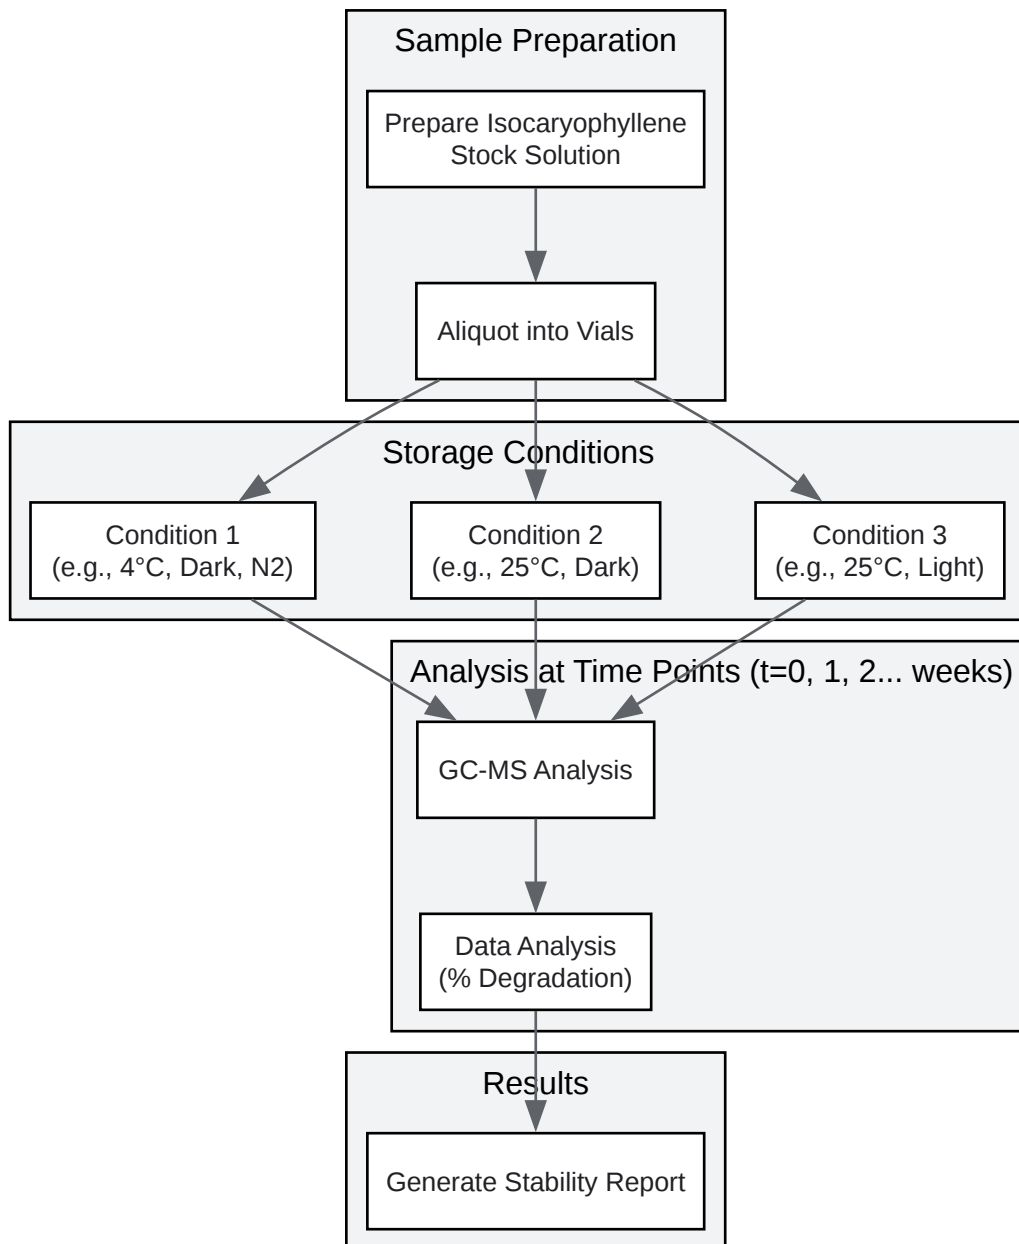 Sample Preparation
Prepare Isocaryophyllene
Stock Solution
Aliquot into Vials
Storage Conditions
Condition 1
(e.g., 4°C, Dark, N2)
Condition 2
(e.g., 25°C, Dark)
Condition 3
(e.g., 25°C, Light)
Analysis at Time Points (t=0, 1, 2... weeks)
GC-MS Analysis
Data Analysis
(% Degradation)
Results
Generate Stability Report